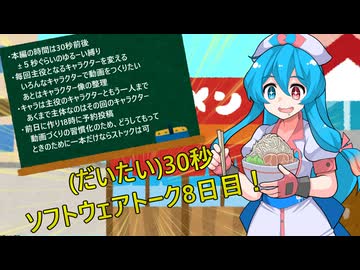 ・本編の時間は30秒前後
±５秒ぐらいのゆるーい縛り
・毎回主役となるキャラクターを変える
いろんなキャラクターで動画をつくりたい
あとはキャラクター像の整理
・キャラは主役のキャラクターともう一人まで
あくまで主体なのはその回のキャラクター
・前日に作り18時に予約投稿
動画づくりの習慣化のため、どうしてもって
ときのために一本だけならストックは可
メン
(だいたい)30秒
ソフトウェアトーク8日目！